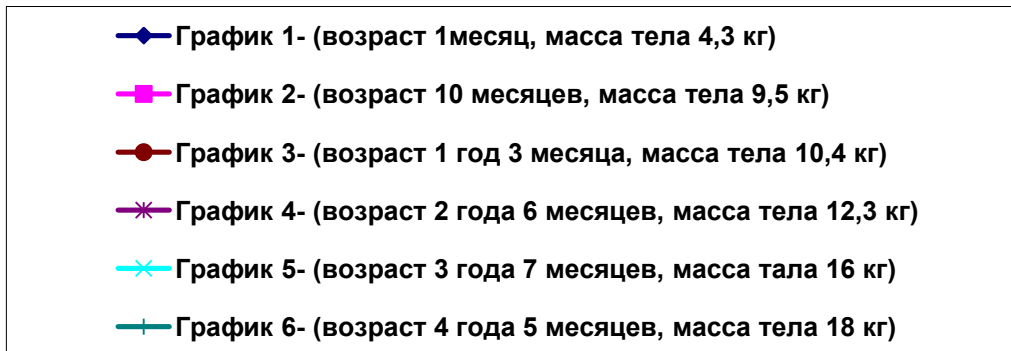 График 1- (возраст 1месяц, масса тела 4,3 кг)
График 2- (возраст 10 месяцев, масса тела 9,5 кг)
График 3- (возраст 1 год 3 месяца, масса тела 10,4 кг)
График 4- (возраст 2 года 6 месяцев, масса тела 12,3 кг)
График 5- (возраст 3 года 7 месяцев, масса тала 16 кг)
График 6- (возраст 4 года 5 месяцев, масса тела 18 кг)